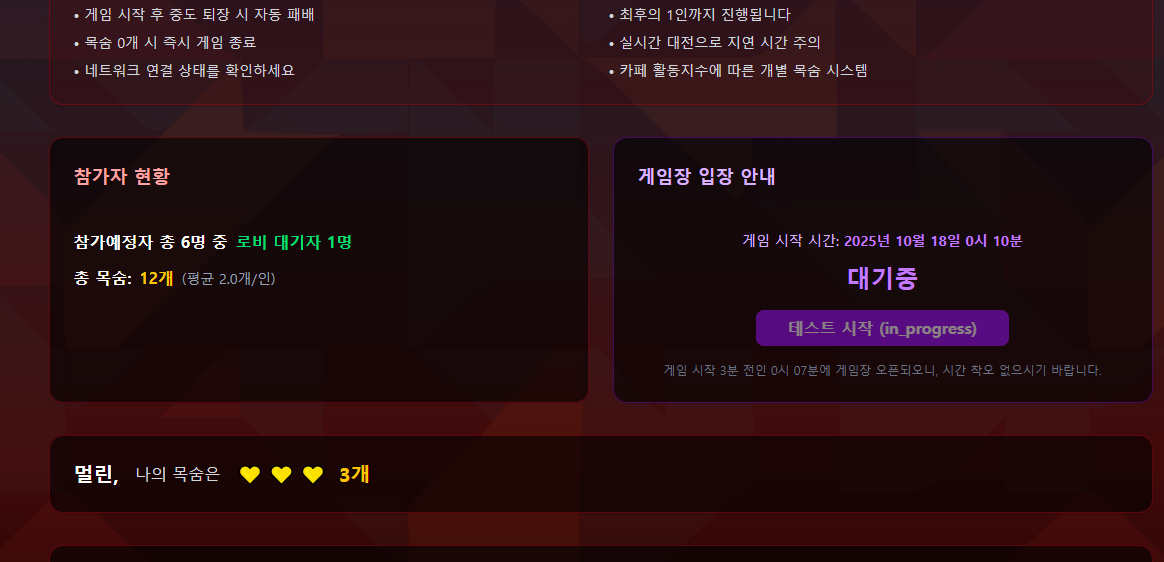 • 게임 시작 후 중도 퇴장 시 자동 패배
• 목숨 0개 시 즉시 게임 종료
• 네트워크 연결 상태를 확인하세요
• 최후의 1인까지 진행됩니다
• 실시간 대전으로 지연 시간 주의
• 카페 활동지수에 따른 개별 목숨 시스템
참가자 현황
참가예정자 총 6명 중 로비 대기자 1명
총 목숨: 12개 (평균 2.0개/인)
게임장 입장 안내
게임 시작 시간: 2025년 10월 18일 0시 10분
대기중
테스트 시작 (in_progress)
게임 시작 3분 전인 0시 07분에 게임장 오픈되오니, 시간 착오 없으시기 바랍니다.
멀린, 나의 목숨은 3개